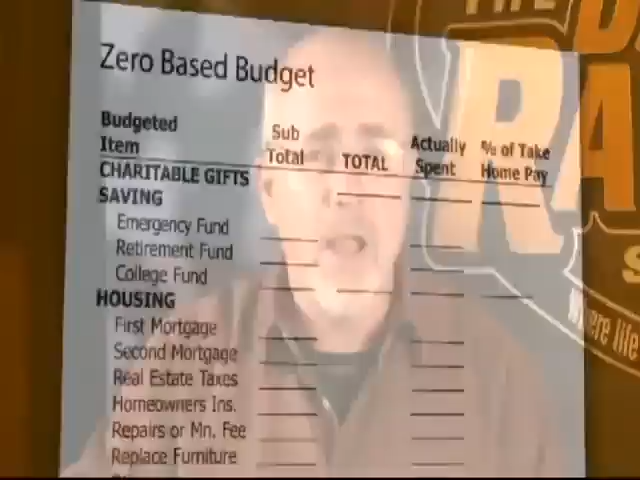 Zero Based Budget
Budgeted Item Sub Total TOTAL Actually Spent % of Take Home Pay
CHARITABLE GIFTS
SAVING
Emergency Fund
Retirement Fund
College Fund
HOUSING
First Mortgage
Second Mortgage
Real Estate Taxes
Homeowners Ins.
Repairs or Mn. Fee
Replace Furniture
THE
RA
S